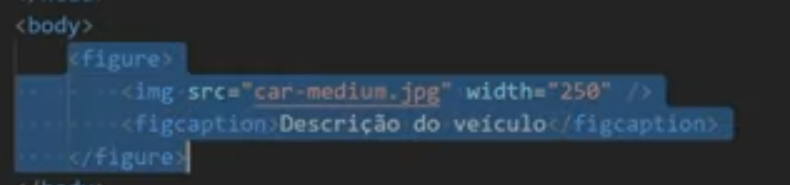 <body>
<figure>
<img src="car-medium.jpg" width="250" />
<figcaption>Descrição do veículo</figcaption>
</figure>